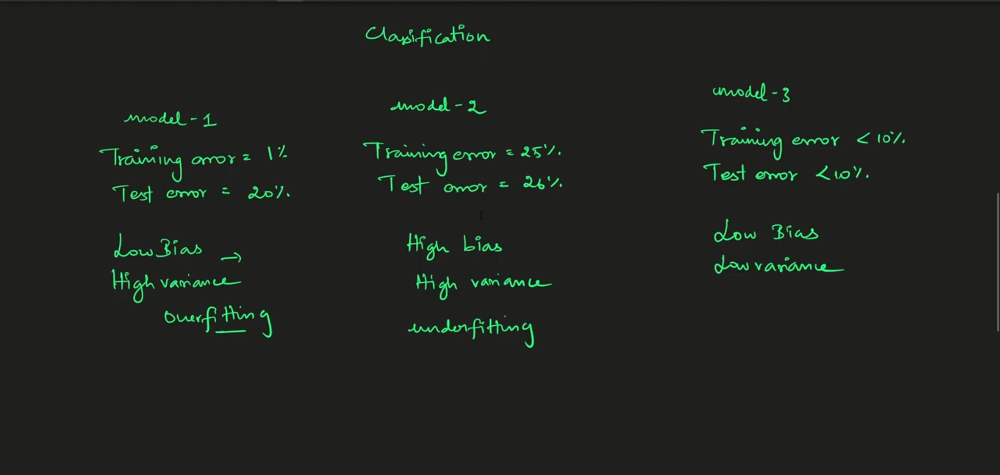 Classification
model-1
Training error = 1%
Test error = 20%.
Low Bias →
High variance
overfitting
model-2
Training error = 25%.
Test error = 26%.
High bias
High variance
underfitting
model-3
Training error < 10%.
Test error < 10%.
Low Bias
Low variance